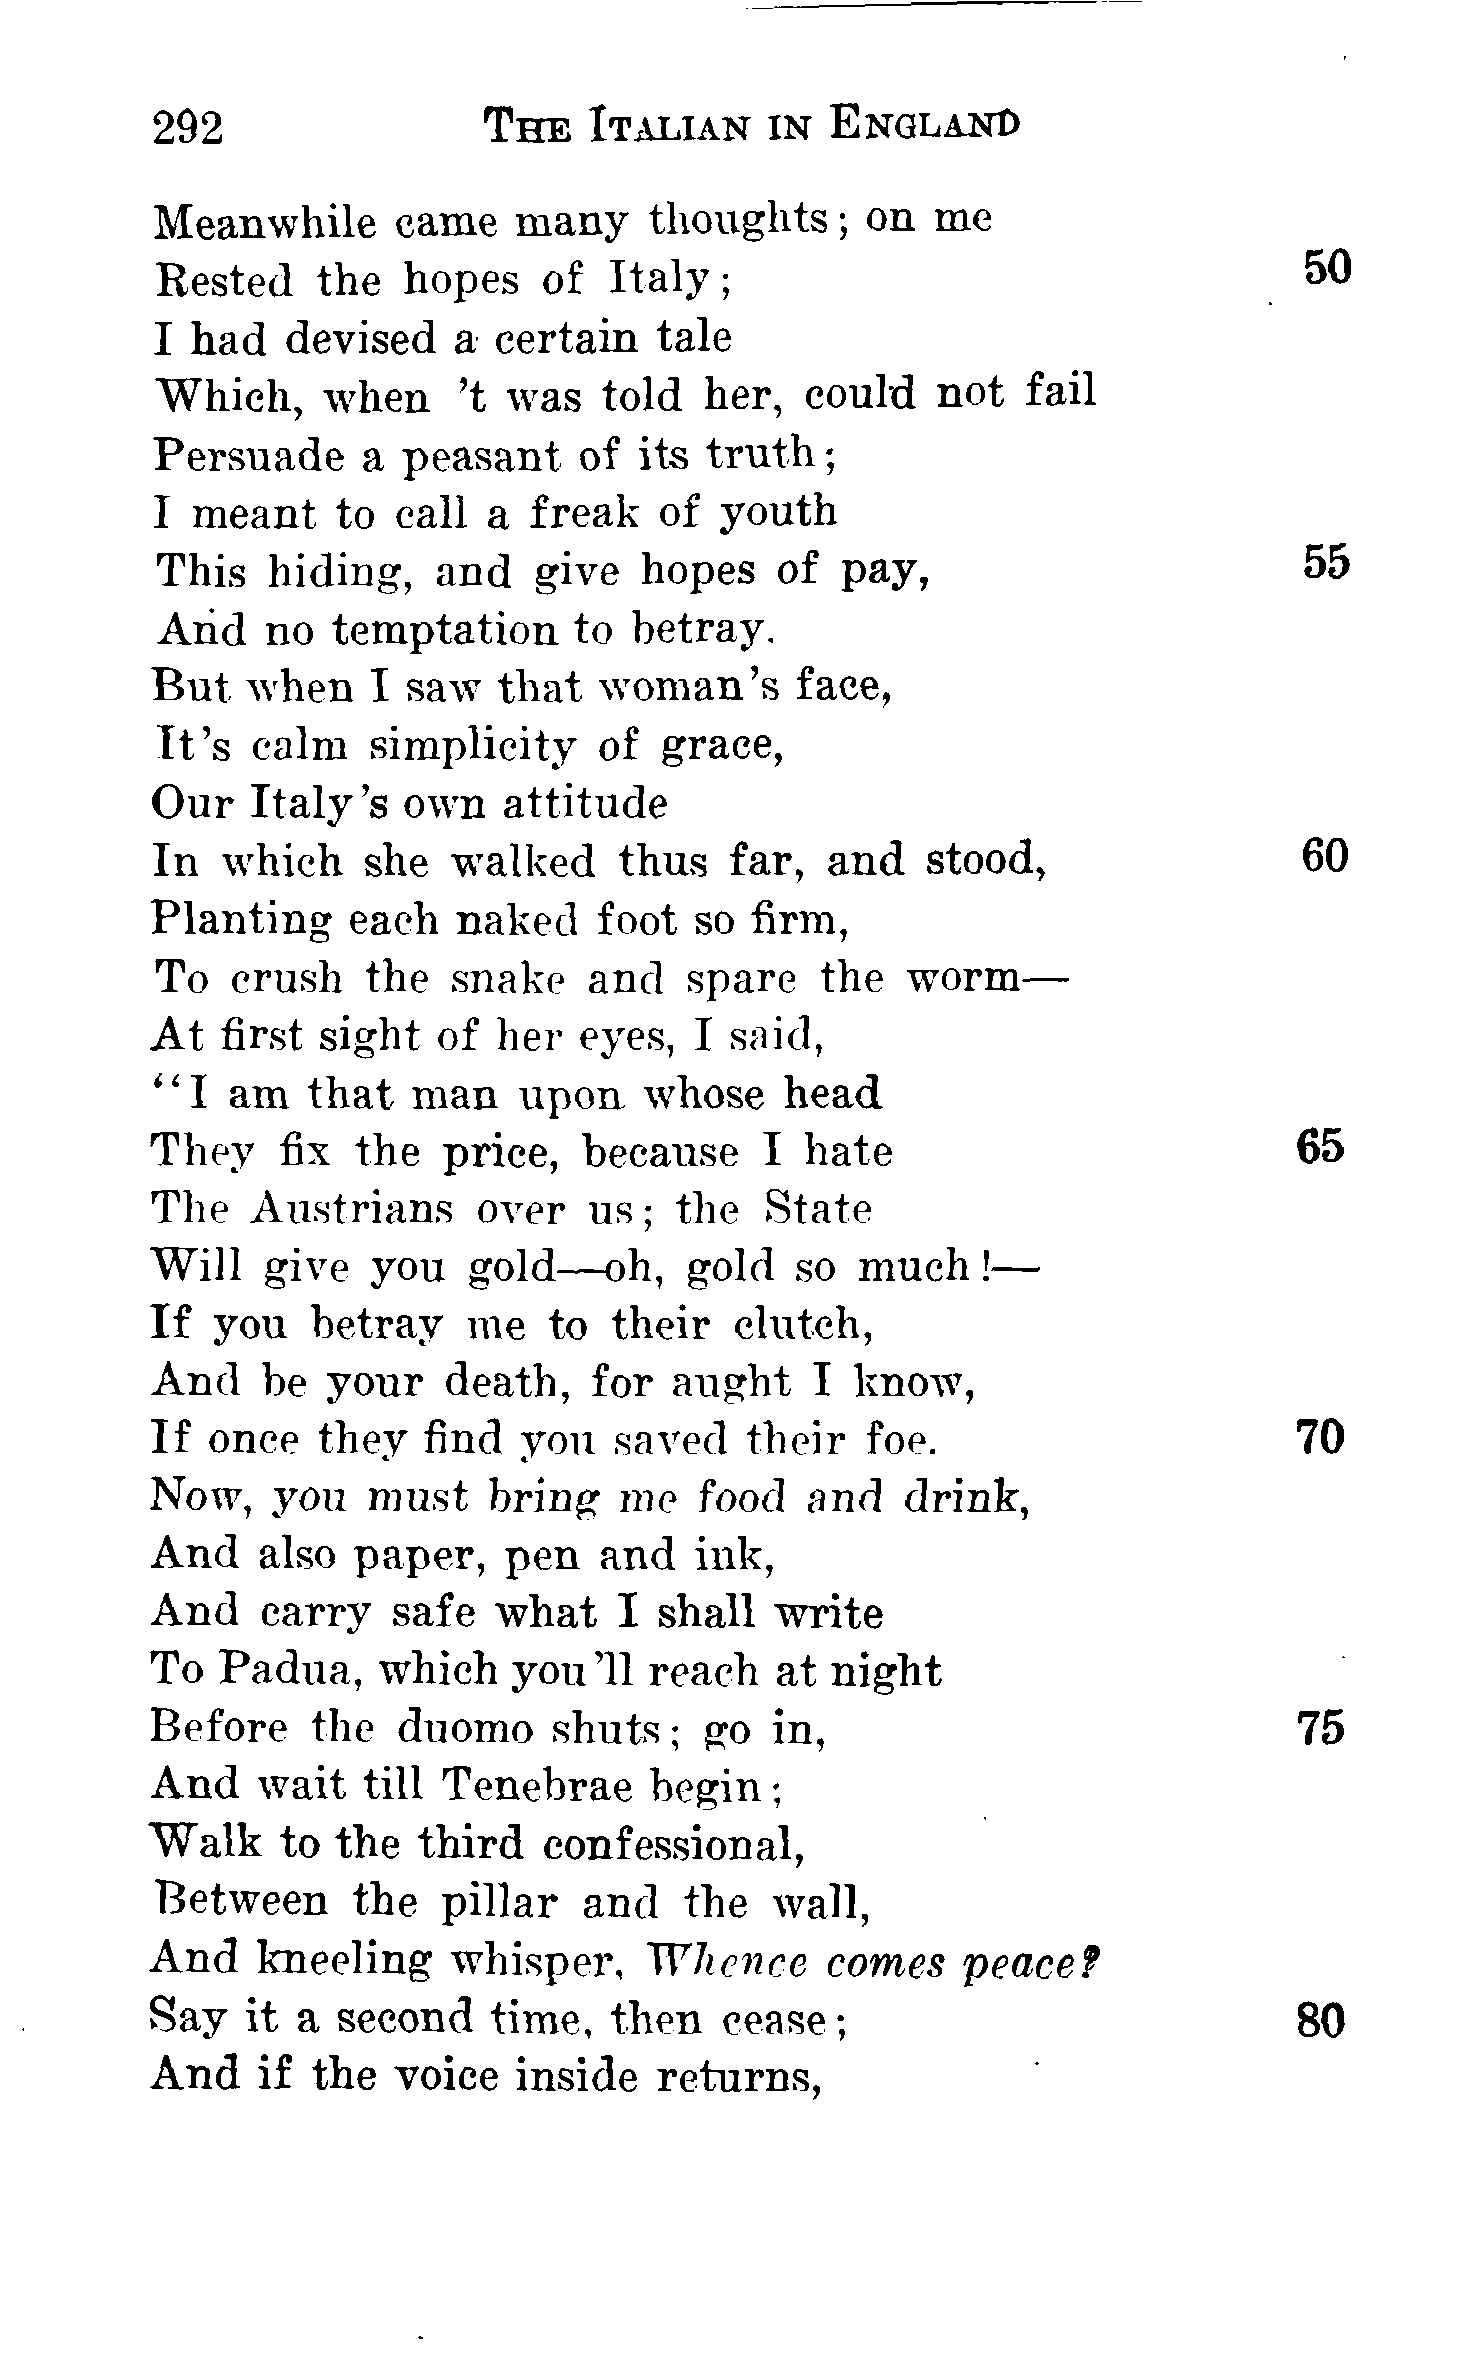 292 THE ITALIAN IN ENGLAND
Meanwhile came many thoughts; on me
Rested the hopes of Italy; 50
I had devised a certain tale
Which, when 't was told her, could not fail
Persuade a peasant of its truth;
I meant to call a freak of youth
This hiding, and give hopes of pay, 55
And no temptation to betray.
But when I saw that woman's face,
It's calm simplicity of grace,
Our Italy's own attitude
In which she walked thus far, and stood, 60
Planting each naked foot so firm,
To crush the snake and spare the worm—
At first sight of her eyes, I said,
"I am that man upon whose head
They fix the price, because I hate 65
The Austrians over us; the State
Will give you gold—oh, gold so much!—
If you betray me to their clutch,
And be your death, for aught I know,
If once they find you saved their foe. 70
Now, you must bring me food and drink,
And also paper, pen and ink,
And carry safe what I shall write
To Padua, which you'll reach at night
Before the duomo shuts; go in, 75
And wait till Tenebrae begin;
Walk to the third confessional,
Between the pillar and the wall,
And kneeling whisper, Whence comes peace?
Say it a second time, then cease; 80
And if the voice inside returns,